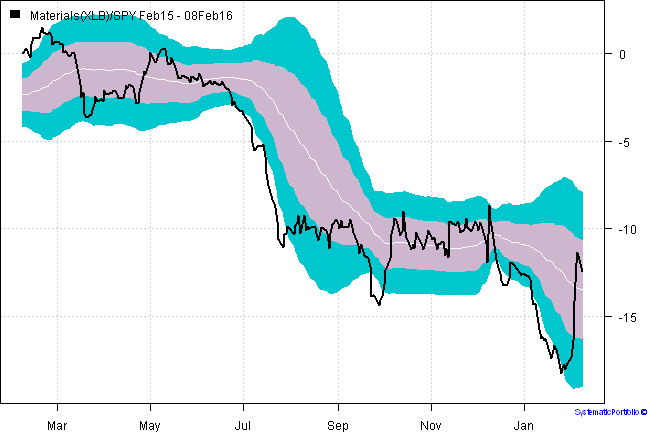 Materials(XLB)/SPY Feb15 - 08Feb16
0
-5
-10
-15
SystematicPortfolio ©
Mar May Jul Sep Nov Jan